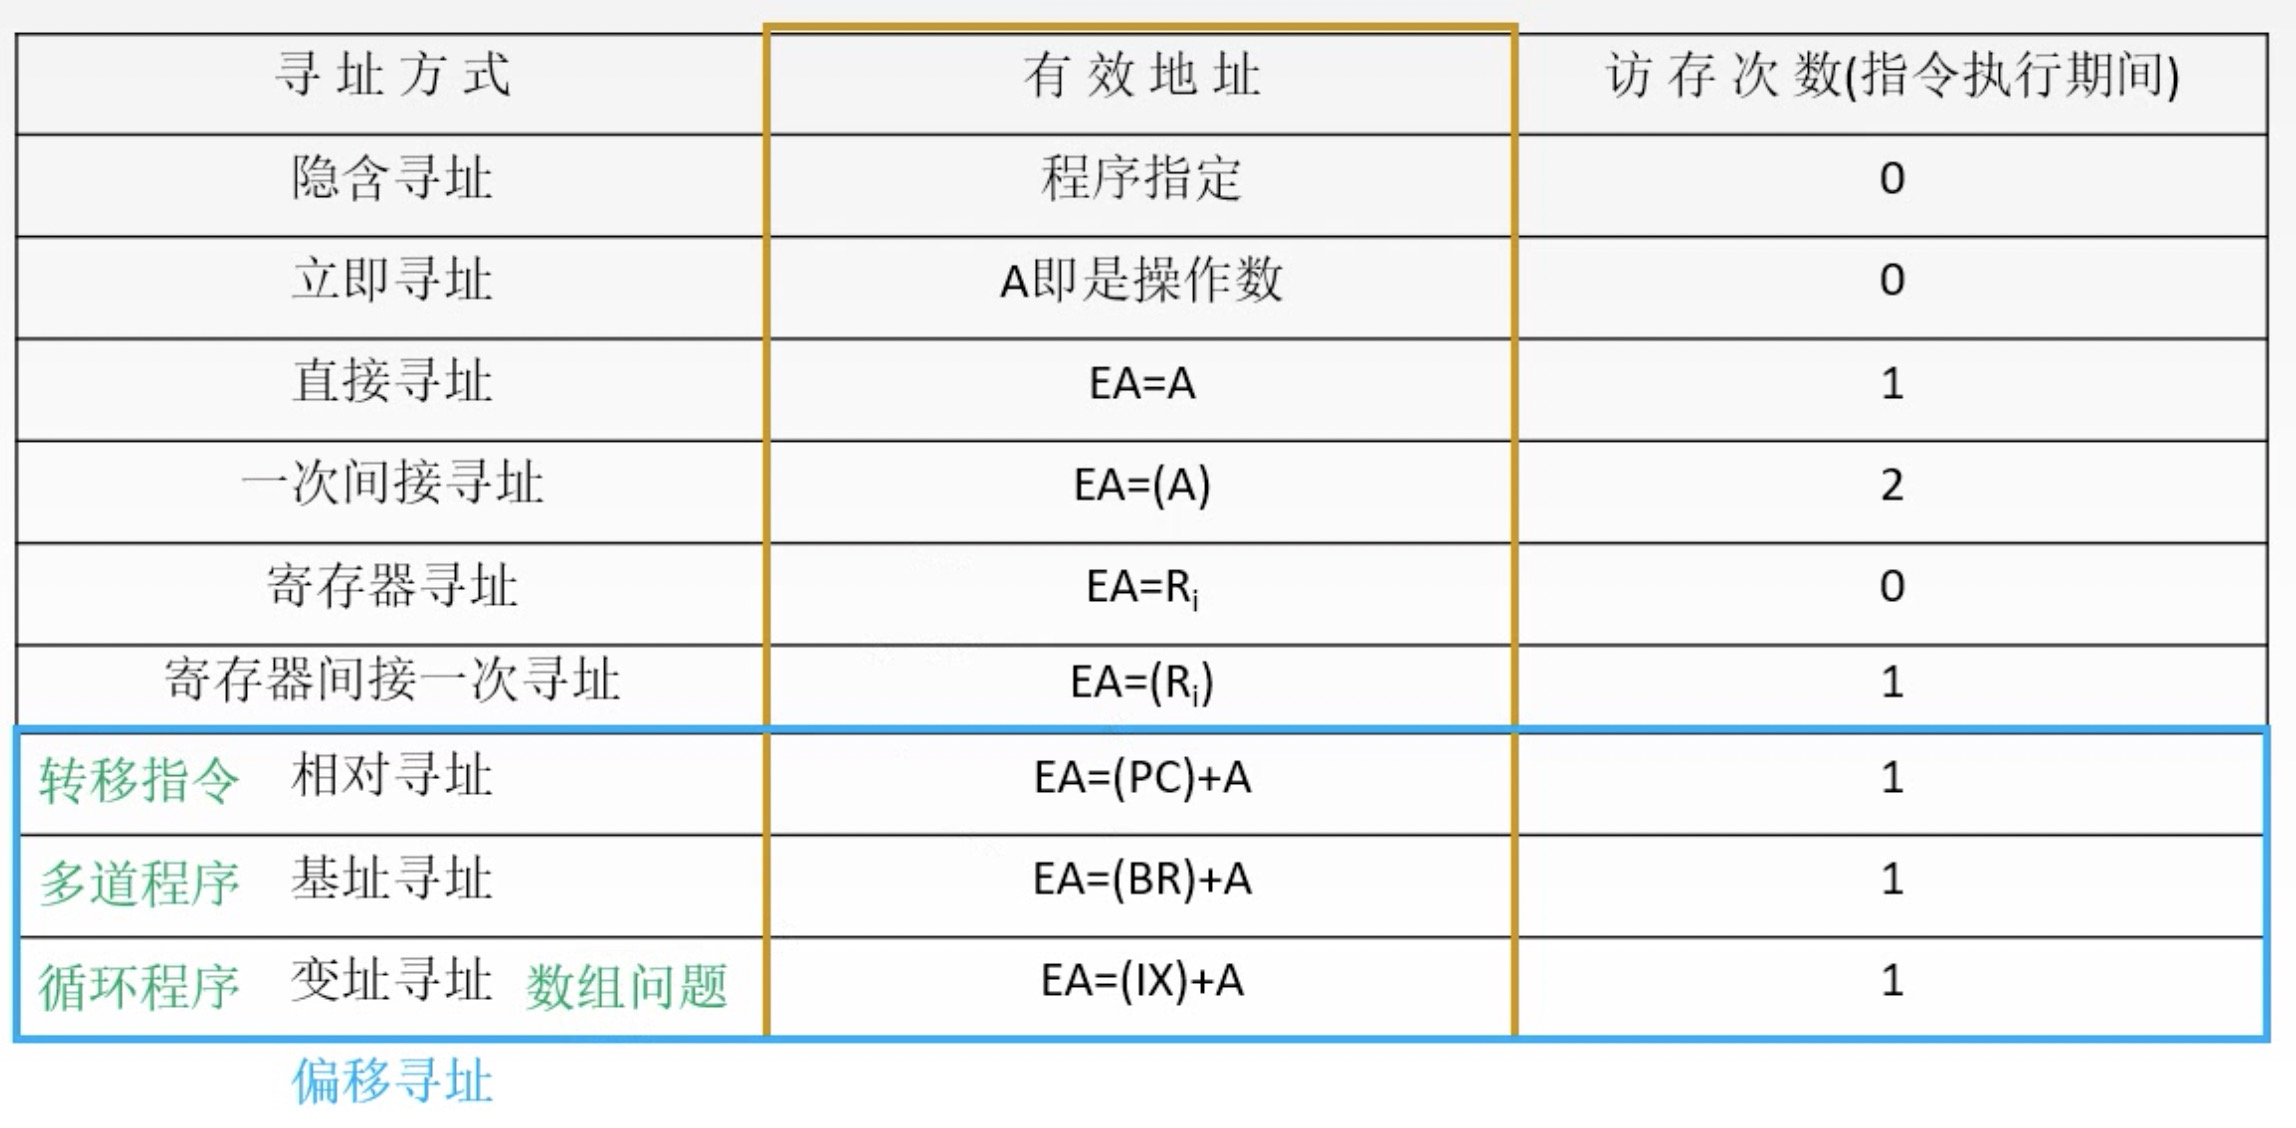 寻址方式 有效地址 访存次数(指令执行期间)
隐含寻址 程序指定 0
立即寻址 A即是操作数 0
直接寻址 EA=A 1
一次间接寻址 EA=(A) 2
寄存器寻址 EA=Ri 0
寄存器间接一次寻址 EA=(Ri) 1
转移指令 相对寻址 EA=(PC)+A 1
多道程序 基址寻址 EA=(BR)+A 1
循环程序 变址寻址 数组问题 EA=(IX)+A 1
偏移寻址